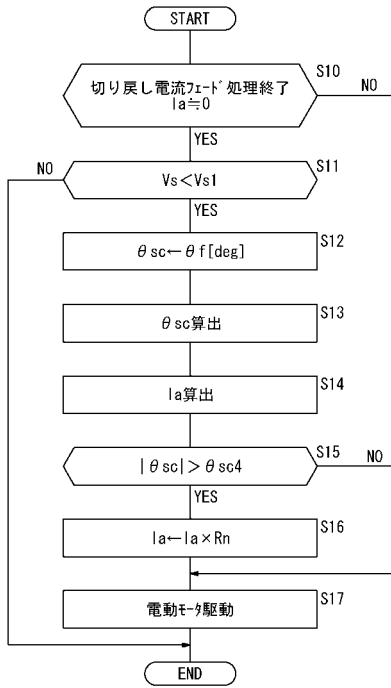 START
切り戻し電流フェード処理終了
Ia≒0
S10
NO
YES
NO
Vs<Vs1
S11
YES
θsc←θf[deg]
S12
θsc算出
S13
Ia算出
S14
|θsc|>θsc4
S15
NO
YES
Ia←Ia×Rn
S16
電動モータ駆動
S17
END